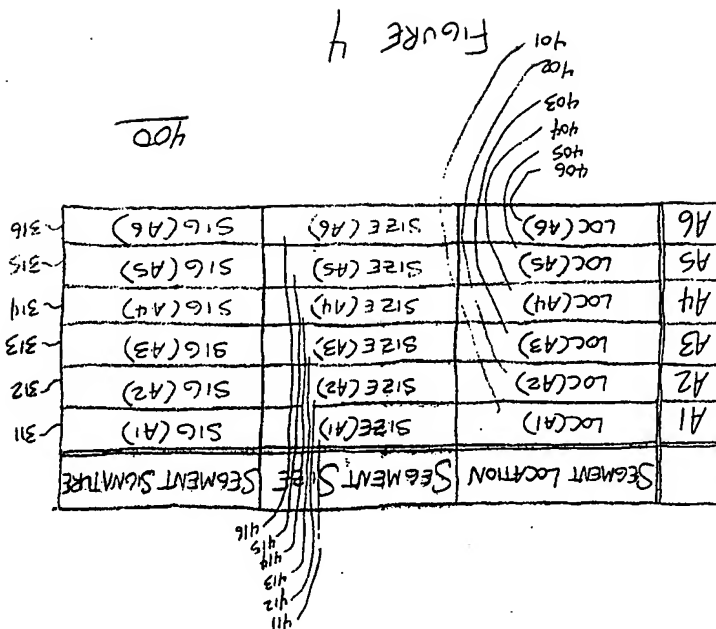 411
412
413
414
415
416
SEGMENT LOCATION SEGMENT SIZE SEGMENT SIGNATURE
A1 LOC(A1) SIZE(A1) SIG(A1) 311
A2 LOC(A2) SIZE(A2) SIG(A2) 312
A3 LOC(A3) SIZE(A3) SIG(A3) 313
A4 LOC(A4) SIZE(A4) SIG(A4) 314
A5 LOC(A5) SIZE(A5) SIG(A5) 315
A6 LOC(A6) SIZE(A6) SIG(A6) 316
406
405
404
403
402
401
400
FIGURE 4